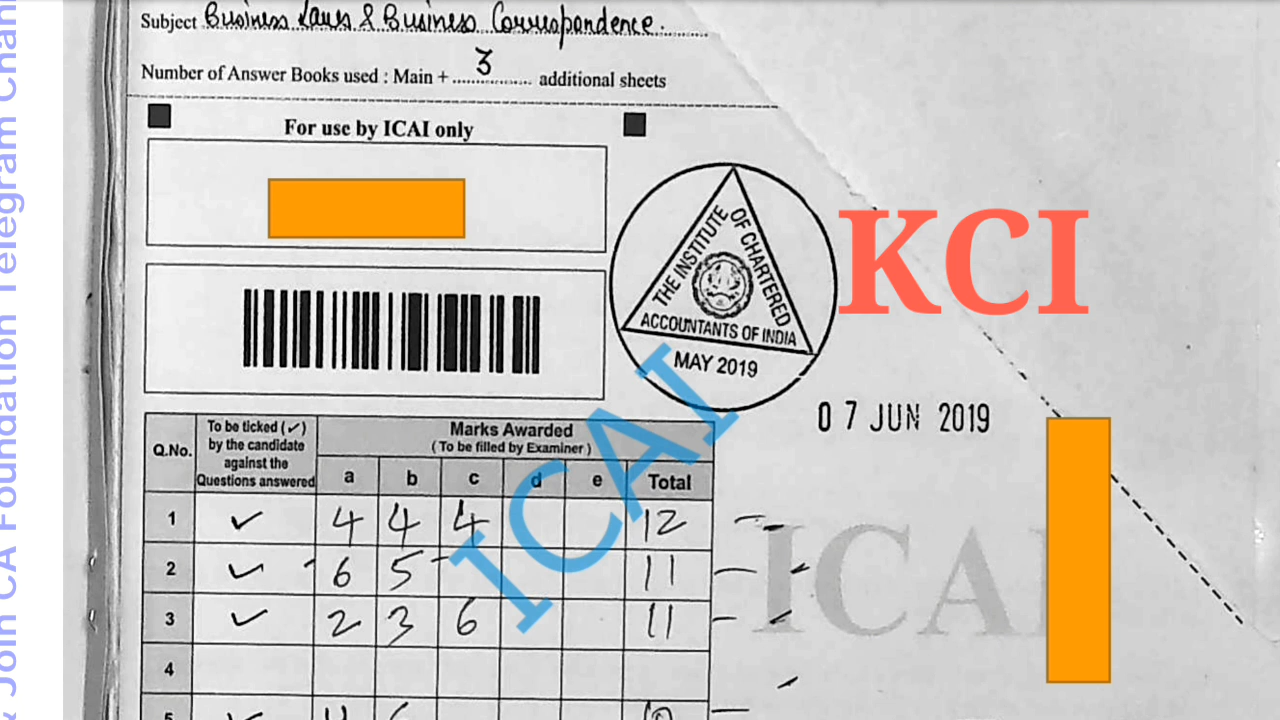 Subject Business Laws & Business Correspondence.
Number of Answer Books used : Main + 3 additional sheets
For use by ICAI only
THE INSTITUTE OF CHARTERED
ACCOUNTANTS OF INDIA
MAY 2019
KCI
07 JUN 2019
Q.No. To be ticked (✓) by the candidate against the Questions answered
Marks Awarded
( To be filled by Examiner )
a b c d e Total
1 ✓ 4 4 4 12
2 ✓ 6 5 11
3 ✓ 2 3 6 11
4
5 ✓
ICAI
ICAI
Join CA Foundation Telegram Chan